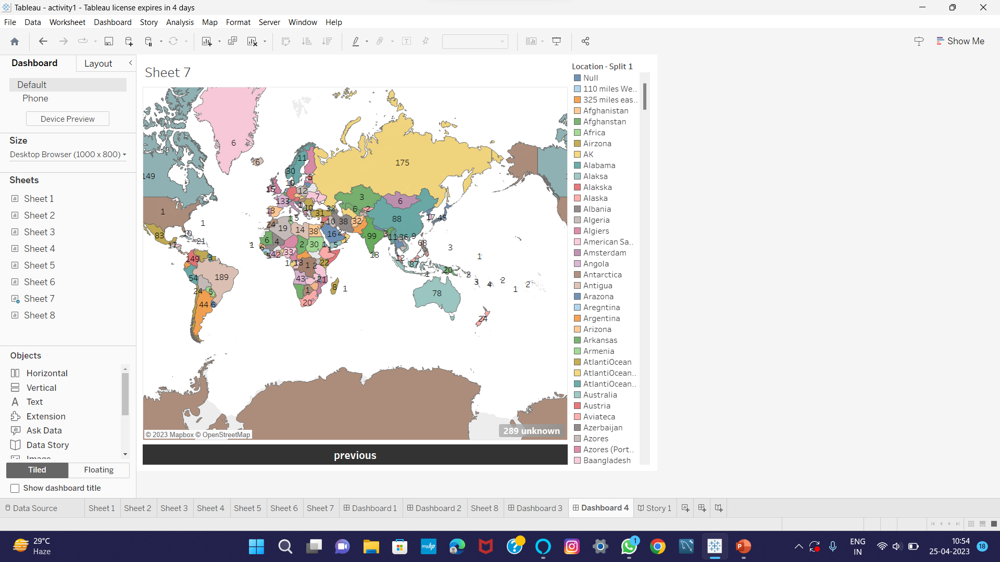 Tableau - activity1 - Tableau license expires in 4 days
File Data Worksheet Dashboard Story Analysis Map Format Server Window Help
Show Me
Dashboard
Layout
Default
Phone
Device Preview
Size
Desktop Browser (1000 x 800)
Sheets
Sheet 1
Sheet 2
Sheet 3
Sheet 4
Sheet 5
Sheet 6
Sheet 7
Sheet 8
Objects
Horizontal
Vertical
Text
Extension
Ask Data
Data Story
Image
Tiled
Floating
Show dashboard title
Sheet 7
6
6
175
11
149
30
5
10
15
12
7
3
6
133
1
1
10
32
6
2
13
31
88
17
45
1
1
5
24
19
14
38
7
10
38
32
83
10
16
2
99
3
11
36
9
17
21
1
6
4
2
30
1
5
1
68
3
6
5
42
33
1
13
12
1
149
3
1
13
1
2
22
87
54
189
43
21
1
20
2
3
4
2
1
2
24
5
1
8
1
78
44
6
20
24
© 2023 Mapbox © OpenStreetMap
289 unknown
previous
Location - Split 1
Null
110 miles We..
325 miles eas..
Afghanistan
Afghanstan
Africa
Airzona
AK
Alabama
Alaksa
Alakska
Alaska
Albania
Algeria
Algiers
American Sa..
Amsterdam
Angola
Antarctica
Antigua
Arazona
Aregntina
Argentina
Arizona
Arkansas
Armenia
AtlantiOcean
AtlantiOcean..
AtlantiOcean..
Australia
Austria
Aviateca
Azerbaijan
Azores
Azores (Port..
Baangladesh
Data Source Sheet 1 Sheet 2 Sheet 3 Sheet 4 Sheet 5 Sheet 6 Sheet 7 Dashboard 1 Dashboard 2 Sheet 8 Dashboard 3 Dashboard 4 Story 1
29°C
Haze
myhp
1
ENG
IN
10:54
25-04-2023
18